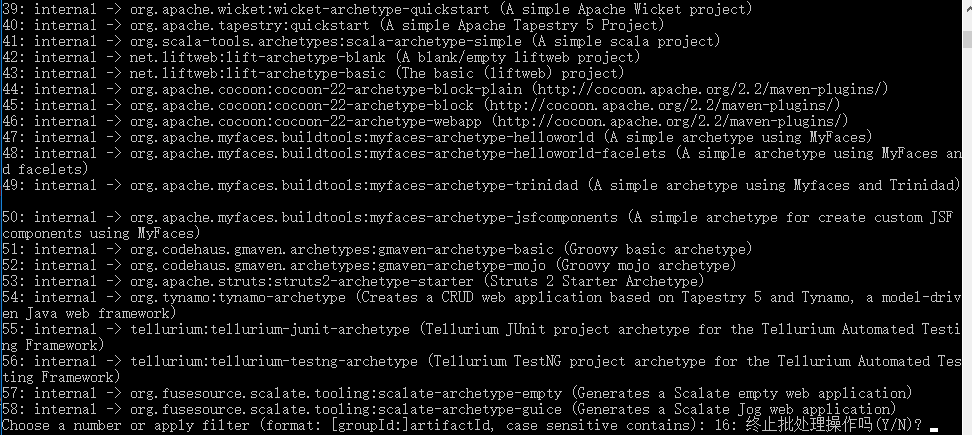 39: internal -> org.apache.wicket:wicket-archetype-quickstart (A simple Apache Wicket project)
40: internal -> org.apache.tapestry:quickstart (A simple Apache Tapestry 5 Project)
41: internal -> org.scala-tools.archetypes:scala-archetype-simple (A simple scala project)
42: internal -> net.liftweb:lift-archetype-blank (A blank/empty liftweb project)
43: internal -> net.liftweb:lift-archetype-basic (The basic (liftweb) project)
44: internal -> org.apache.cocoon:cocoon-22-archetype-block-plain (http://cocoon.apache.org/2.2/maven-plugins/)
45: internal -> org.apache.cocoon:cocoon-22-archetype-block (http://cocoon.apache.org/2.2/maven-plugins/)
46: internal -> org.apache.cocoon:cocoon-22-archetype-webapp (http://cocoon.apache.org/2.2/maven-plugins/)
47: internal -> org.apache.myfaces.buildtools:myfaces-archetype-helloworld (A simple archetype using MyFaces)
48: internal -> org.apache.myfaces.buildtools:myfaces-archetype-helloworld-facelets (A simple archetype using MyFaces an
d facelets)
49: internal -> org.apache.myfaces.buildtools:myfaces-archetype-trinidad (A simple archetype using Myfaces and Trinidad)
50: internal -> org.apache.myfaces.buildtools:myfaces-archetype-jsfcomponents (A simple archetype for create custom JSF
components using MyFaces)
51: internal -> org.codehaus.gmaven.archetypes:gmaven-archetype-basic (Groovy basic archetype)
52: internal -> org.codehaus.gmaven.archetypes:gmaven-archetype-mojo (Groovy mojo archetype)
53: internal -> org.apache.struts:struts2-archetype-starter (Struts 2 Starter Archetype)
54: internal -> org.tynamo:tynamo-archetype (Creates a CRUD web application based on Tapestry 5 and Tynamo, a model-driv
en Java web framework)
55: internal -> tellurium:tellurium-junit-archetype (Tellurium JUnit project archetype for the Tellurium Automated Testi
ng Framework)
56: internal -> tellurium:tellurium-testng-archetype (Tellurium TestNG project archetype for the Tellurium Automated Tes
ting Framework)
57: internal -> org.fusesource.scalate.tooling:scalate-archetype-empty (Generates a Scalate empty web application)
58: internal -> org.fusesource.scalate.tooling:scalate-archetype-guice (Generates a Scalate Jog web application)
Choose a number or apply filter (format: [groupId:]artifactId, case sensitive contains): 16: 终止批处理操作吗(Y/N)?